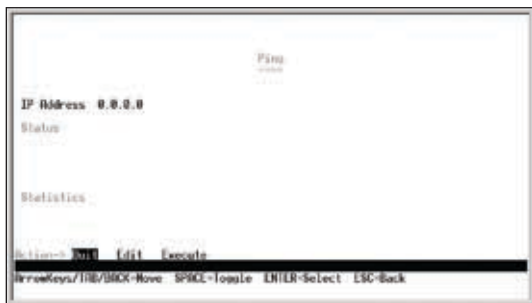 Ping
====
IP Address 0.0.0.0
Status
Statistics
Action-> Quit Edit Execute
ArrowKeys/TAB/BACK=Move SPACE=Toggle ENTER=Select ESC=Back